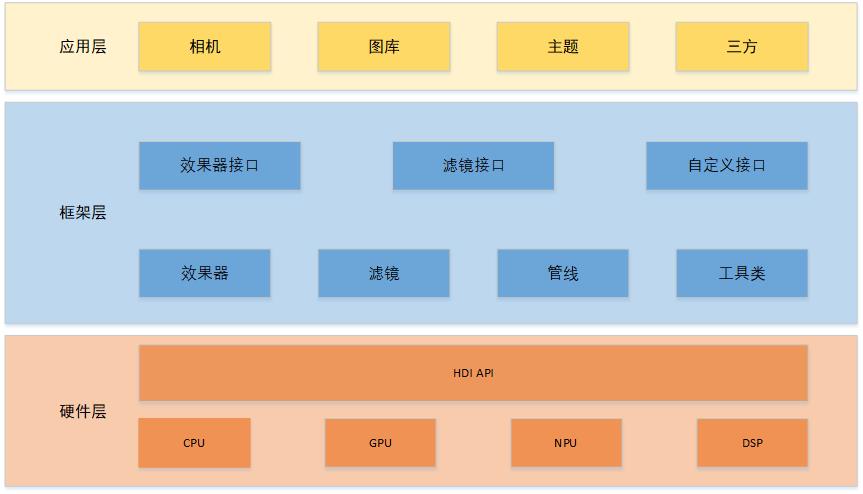 应用层
相机
图库
主题
三方
框架层
效果器接口
滤镜接口
自定义接口
效果器
滤镜
管线
工具类
硬件层
HDI API
CPU
GPU
NPU
DSP